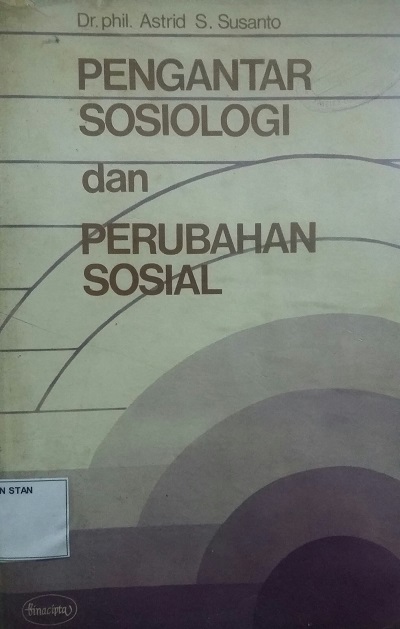 Dr. phil. Astrid S. Susanto
PENGANTAR
SOSIOLOGI
dan
PERUBAHAN
SOSIAL
N STAN
Binacipta